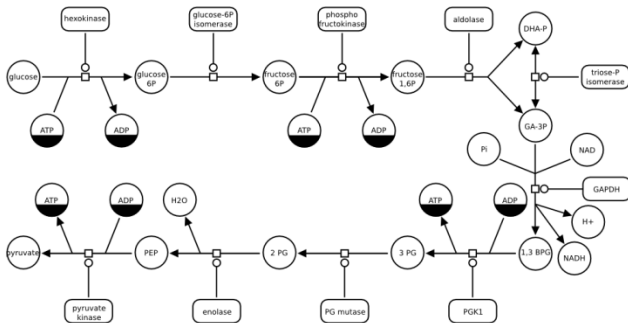 hexokinase
glucose-6P
isomerase
phospho
fructokinase
aldolase
glucose
glucose
6P
fructose
6P
fructose
1,6P
DHA-P
triose-P
isomerase
ATP
ADP
ATP
ADP
GA-3P
Pi
NAD
GAPDH
H+
NADH
1,3 BPG
ATP
ADP
H2O
ATP
ADP
pyruvate
PEP
2 PG
3 PG
pyruvate
kinase
enolase
PG mutase
PGK1